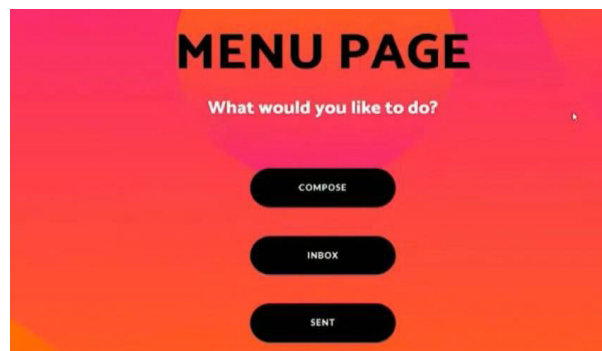 MENU PAGE
What would you like to do?
COMPOSE
INBOX
SENT